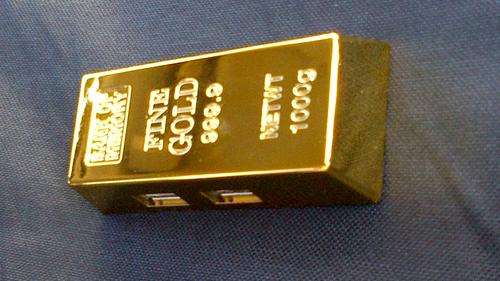 BANK OF
MEMORY
FINE
GOLD
999.9
NETWT
1000g